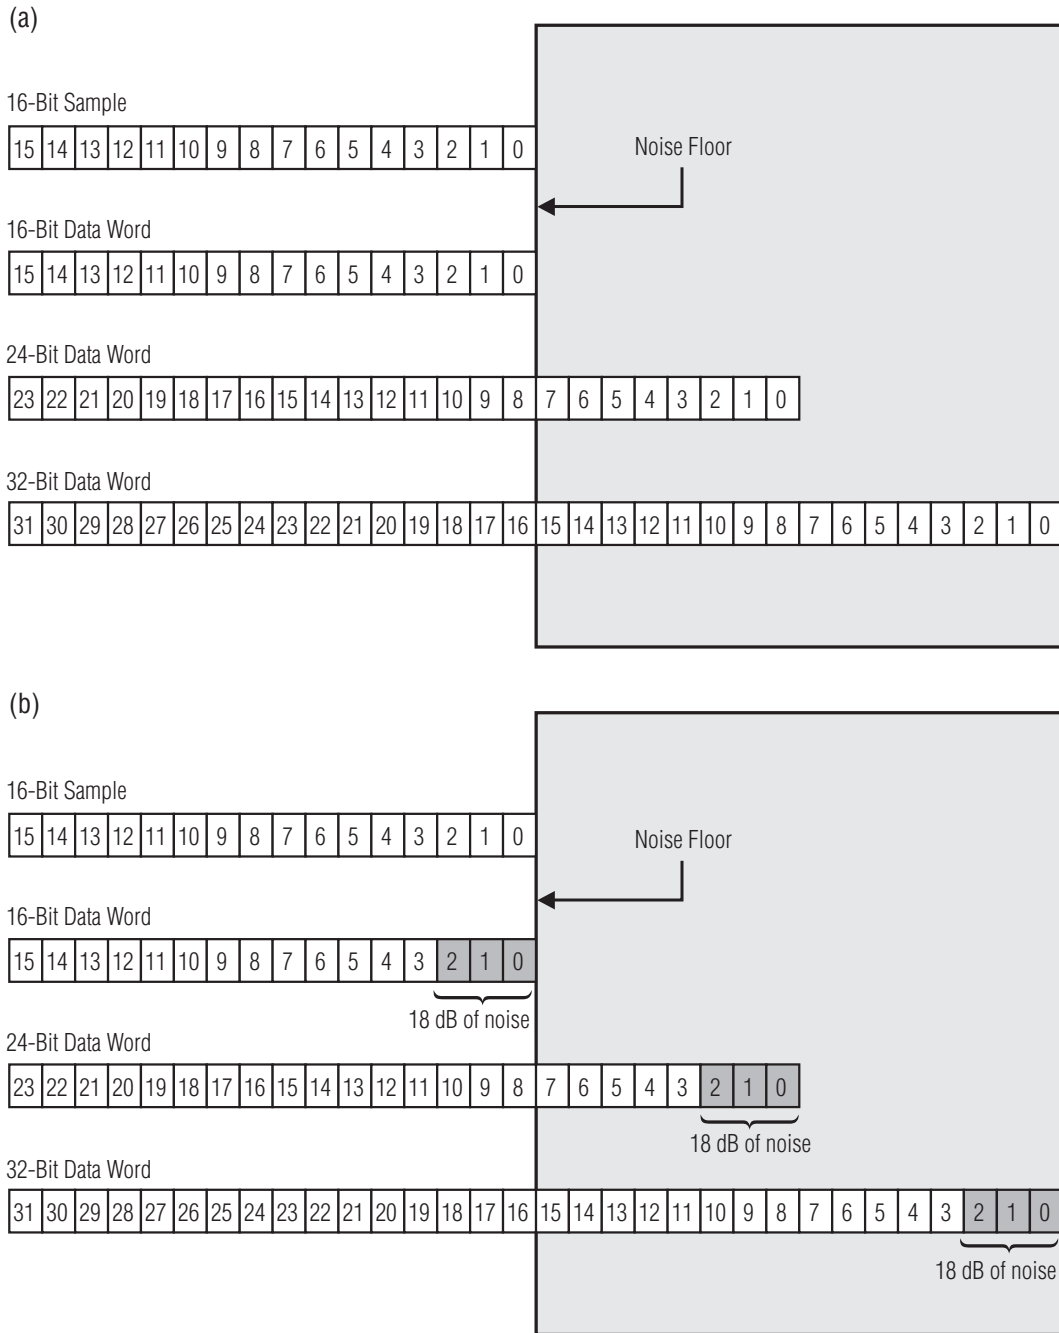 (a)
16-Bit Sample
15 14 13 12 11 10 9 8 7 6 5 4 3 2 1 0
Noise Floor
16-Bit Data Word
15 14 13 12 11 10 9 8 7 6 5 4 3 2 1 0
24-Bit Data Word
23 22 21 20 19 18 17 16 15 14 13 12 11 10 9 8 7 6 5 4 3 2 1 0
32-Bit Data Word
31 30 29 28 27 26 25 24 23 22 21 20 19 18 17 16 15 14 13 12 11 10 9 8 7 6 5 4 3 2 1 0
(b)
16-Bit Sample
15 14 13 12 11 10 9 8 7 6 5 4 3 2 1 0
Noise Floor
16-Bit Data Word
15 14 13 12 11 10 9 8 7 6 5 4 3 2 1 0
18 dB of noise
24-Bit Data Word
23 22 21 20 19 18 17 16 15 14 13 12 11 10 9 8 7 6 5 4 3 2 1 0
18 dB of noise
32-Bit Data Word
31 30 29 28 27 26 25 24 23 22 21 20 19 18 17 16 15 14 13 12 11 10 9 8 7 6 5 4 3 2 1 0
18 dB of noise